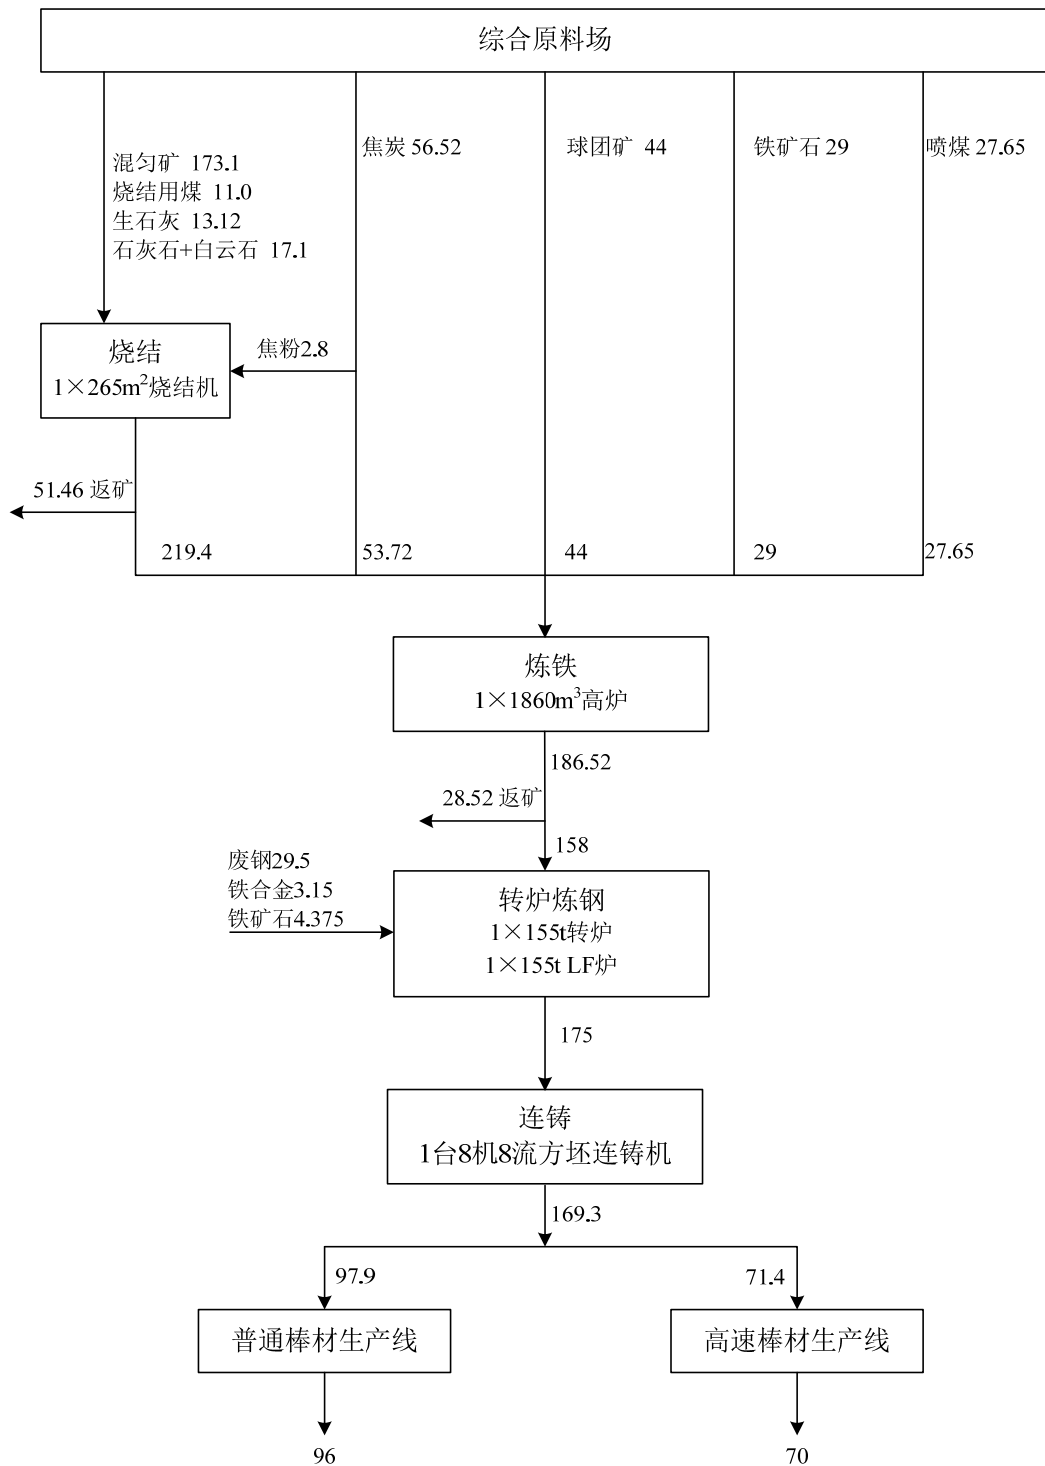 综合原料场
混匀矿 173.1
烧结用煤 11.0
生石灰 13.12
石灰石+白云石 17.1
焦炭 56.52
球团矿 44
铁矿石 29
喷煤 27.65
烧结
1×265m²烧结机
焦粉2.8
51.46 返矿
219.4
53.72
44
29
27.65
炼铁
1×1860m³高炉
186.52
28.52 返矿
158
废钢29.5
铁合金3.15
铁矿石4.375
转炉炼钢
1×155t转炉
1×155t LF炉
175
连铸
1台8机8流方坯连铸机
169.3
97.9
71.4
普通棒材生产线
高速棒材生产线
96
70